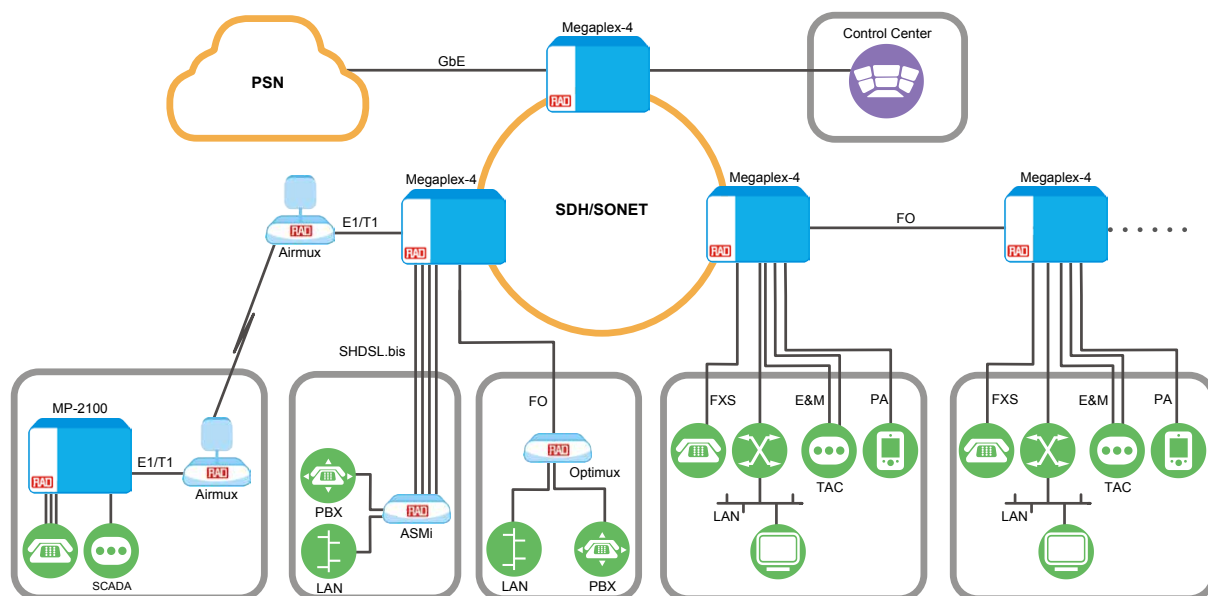 Megaplex-4
Control Center
GbE
PSN
RAD
Megaplex-4
Megaplex-4
Megaplex-4
SDH/SONET
E1/T1
FO
RAD
Airmux
RAD
RAD
RAD
SHDSL.bis
MP-2100
FO
FXS
E&M
PA
FXS
E&M
PA
E1/T1
RAD
RAD
Airmux
RAD
Optimux
PBX
RAD
ASMi
TAC
TAC
LAN
LAN
SCADA
LAN
LAN
PBX